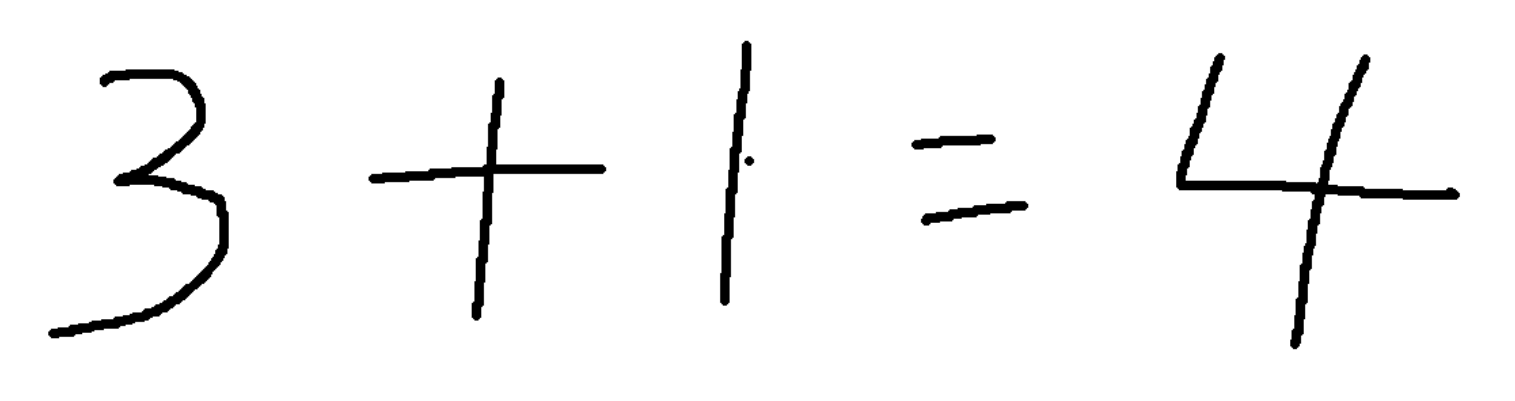 3 + 1 = 4